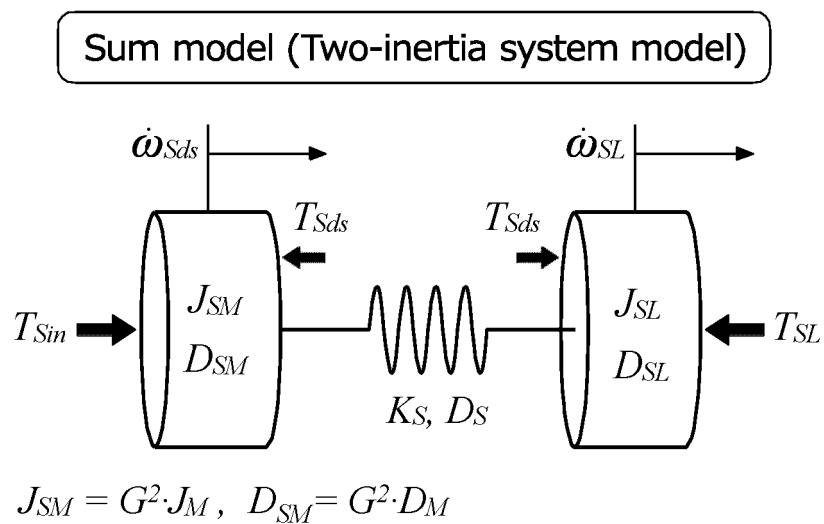 Sum model (Two-inertia system model)
ω̇Sds ω̇SL
TSds TSds
JSM JSL
TSin TSL
DSM DSL
KS, DS
JSM = G²·JM , DSM = G²·DM